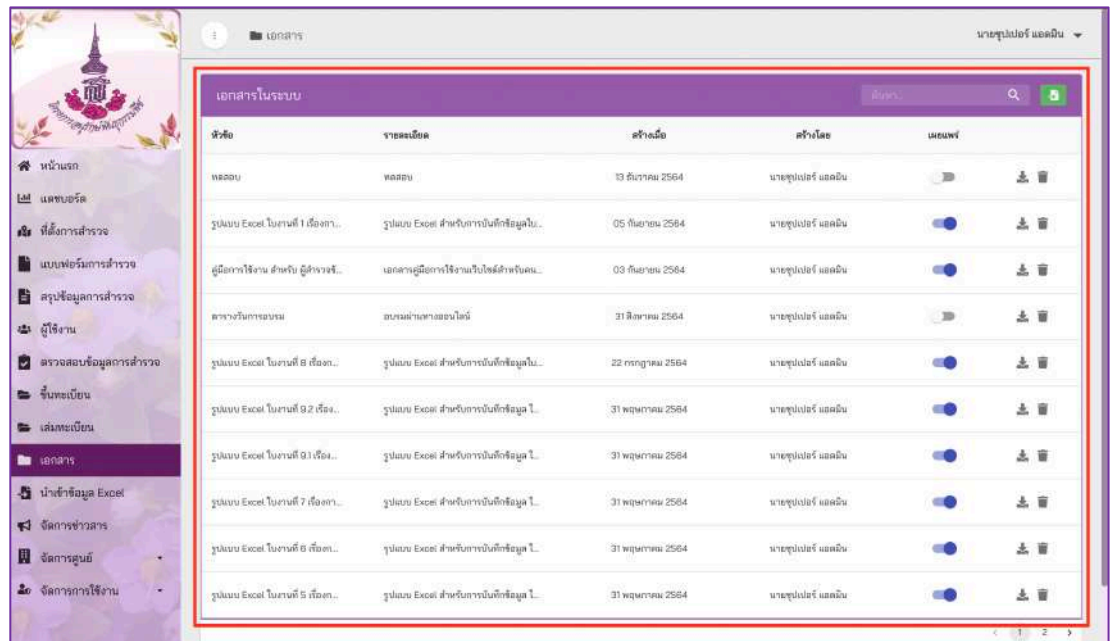 เอกสาร
นายซุปเปอร์ แอดมิน
เอกสารในระบบ
ค้นหา...
หัวข้อ รายละเอียด สร้างเมื่อ สร้างโดย เผยแพร่
ทดสอบ ทดสอบ 13 ธันวาคม 2564 นายซุปเปอร์ แอดมิน
รูปแบบ Excel ใบงานที่ 1 เรื่องกา... รูปแบบ Excel สำหรับการบันทึกข้อมูลใบ... 05 กันยายน 2564 นายซุปเปอร์ แอดมิน
คู่มือการใช้งาน สำหรับ ผู้สำรวจข้... เอกสารคู่มือการใช้งานเว็บไซต์สำหรับคน... 03 กันยายน 2564 นายซุปเปอร์ แอดมิน
ตารางวันการอบรม อบรมผ่านทางออนไลน์ 31 สิงหาคม 2564 นายซุปเปอร์ แอดมิน
รูปแบบ Excel ใบงานที่ 8 เรื่องกา... รูปแบบ Excel สำหรับการบันทึกข้อมูลใบ... 22 กรกฎาคม 2564 นายซุปเปอร์ แอดมิน
รูปแบบ Excel ใบงานที่ 9.2 เรื่อง... รูปแบบ Excel สำหรับการบันทึกข้อมูล ใ... 31 พฤษภาคม 2564 นายซุปเปอร์ แอดมิน
รูปแบบ Excel ใบงานที่ 9.1 เรื่อง... รูปแบบ Excel สำหรับการบันทึกข้อมูล ใ... 31 พฤษภาคม 2564 นายซุปเปอร์ แอดมิน
รูปแบบ Excel ใบงานที่ 7 เรื่องกา... รูปแบบ Excel สำหรับการบันทึกข้อมูล ใ... 31 พฤษภาคม 2564 นายซุปเปอร์ แอดมิน
รูปแบบ Excel ใบงานที่ 6 เรื่องก... รูปแบบ Excel สำหรับการบันทึกข้อมูล ใ... 31 พฤษภาคม 2564 นายซุปเปอร์ แอดมิน
รูปแบบ Excel ใบงานที่ 5 เรื่องก... รูปแบบ Excel สำหรับการบันทึกข้อมูล ใ... 31 พฤษภาคม 2564 นายซุปเปอร์ แอดมิน
< 1 2 >
โครงการอนุรักษ์พันธุกรรมพืช
หน้าแรก
แดชบอร์ด
ที่ตั้งการสำรวจ
แบบฟอร์มการสำรวจ
สรุปข้อมูลการสำรวจ
ผู้ใช้งาน
ตรวจสอบข้อมูลการสำรวจ
ขึ้นทะเบียน
เล่มทะเบียน
เอกสาร
นำเข้าข้อมูล Excel
จัดการข่าวสาร
จัดการศูนย์
จัดการการใช้งาน